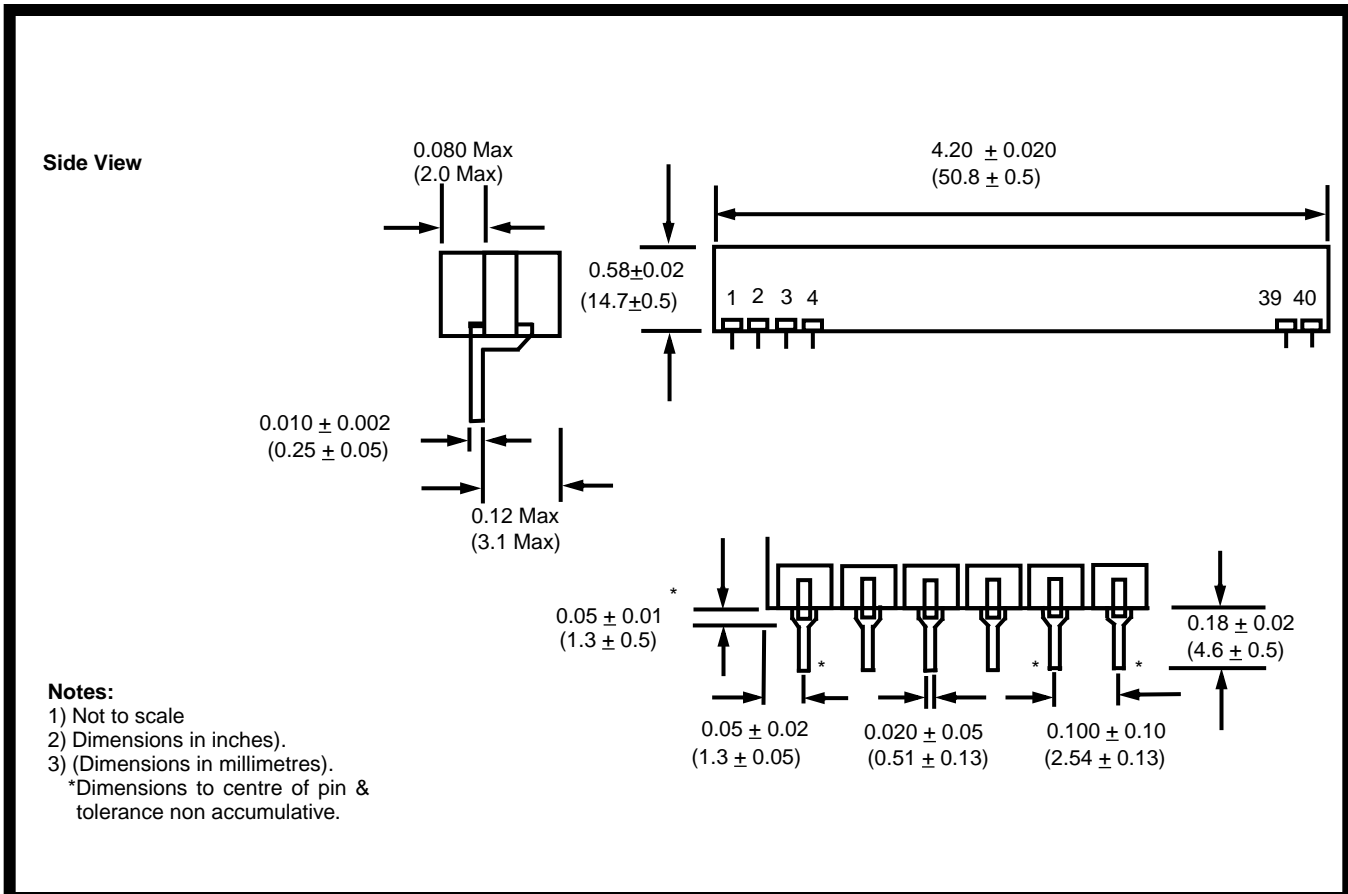 Side View
0.080 Max
(2.0 Max)
4.20 ± 0.020
(50.8 ± 0.5)
0.58±0.02
(14.7±0.5)
1 2 3 4
39 40
0.010 ± 0.002
(0.25 ± 0.05)
0.12 Max
(3.1 Max)
*
0.05 ± 0.01
(1.3 ± 0.5)
0.18 ± 0.02
(4.6 ± 0.5)
* * *
0.05 ± 0.02
(1.3 ± 0.05)
0.020 ± 0.05
(0.51 ± 0.13)
0.100 ± 0.10
(2.54 ± 0.13)
Notes:
1) Not to scale
2) Dimensions in inches).
3) (Dimensions in millimetres).
*Dimensions to centre of pin &
tolerance non accumulative.